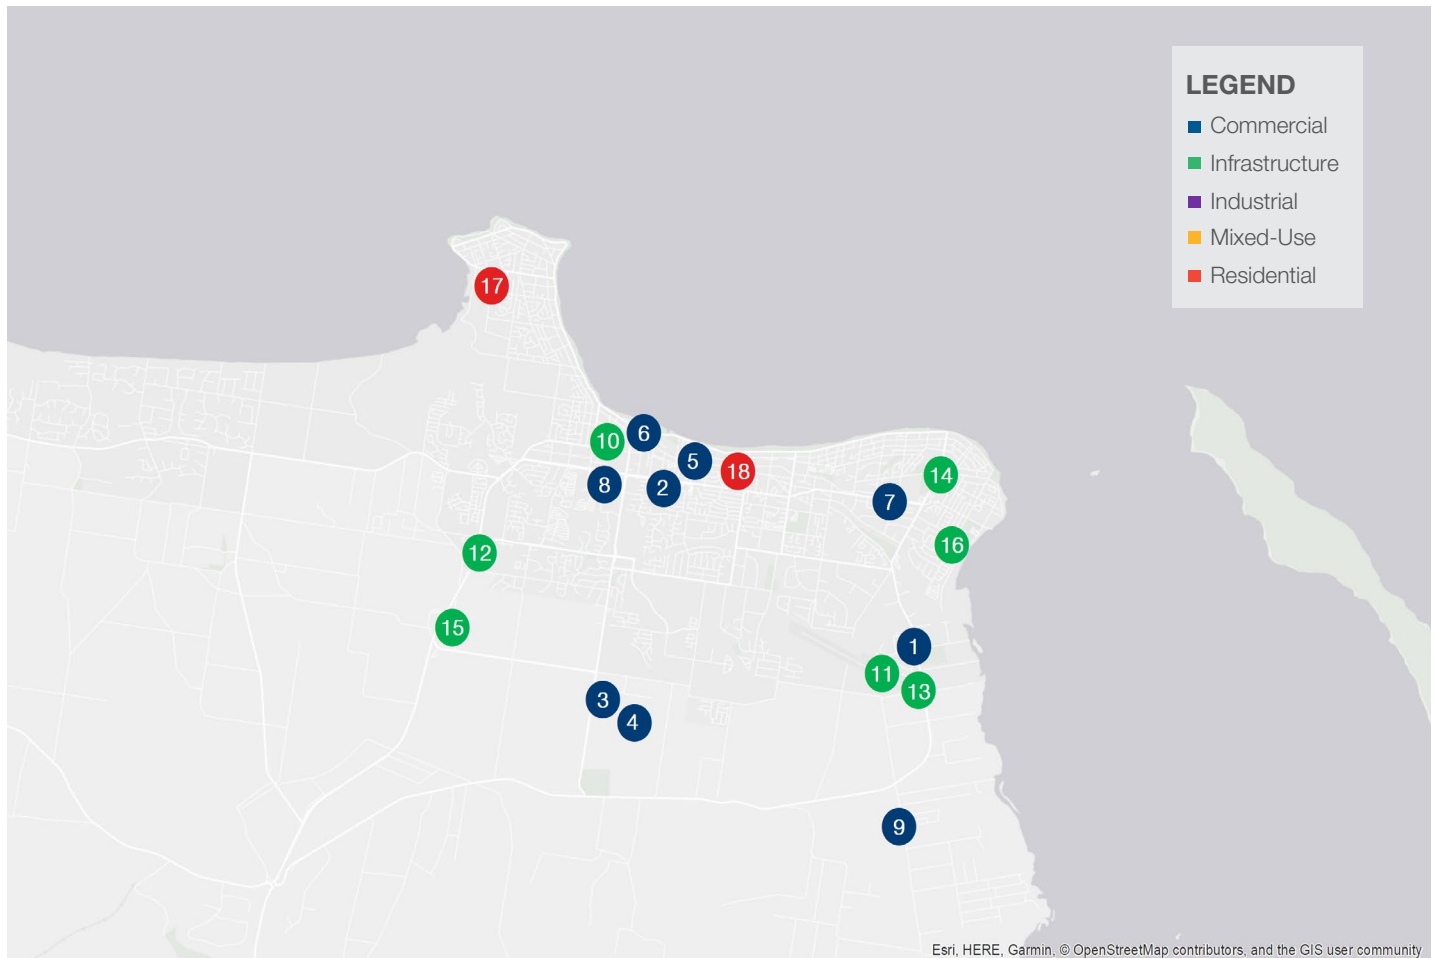 LEGEND
Commercial
Infrastructure
Industrial
Mixed-Use
Residential
17
6
10
5
18
14
8
2
7
16
12
15
1
11
13
3
4
9
Esri, HERE, Garmin, © OpenStreetMap contributors, and the GIS user community